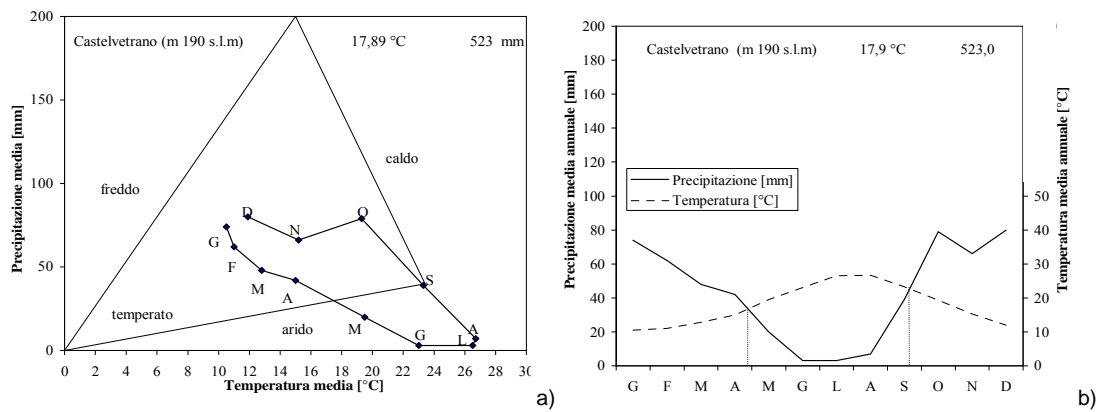 Castelvetrano (m 190 s.l.m) 17,89 °C 523 mm
Precipitazione media [mm]
200
150
100
50
0
freddo
caldo
temperato
arido
D
N
O
G
F
M
A
M
G
L
A
S
0 2 4 6 8 10 12 14 16 18 20 22 24 26 28
Temperatura media [°C]
a)
Castelvetrano (m 190 s.l.m) 17,9 °C 523,0
Precipitazione media annuale [mm]
200
180
160
140
120
100
80
60
40
20
0
Precipitazione [mm]
Temperatura [°C]
50
40
30
20
10
0
Temperatura media annuale [°C]
G F M A M G L A S O N D
b)